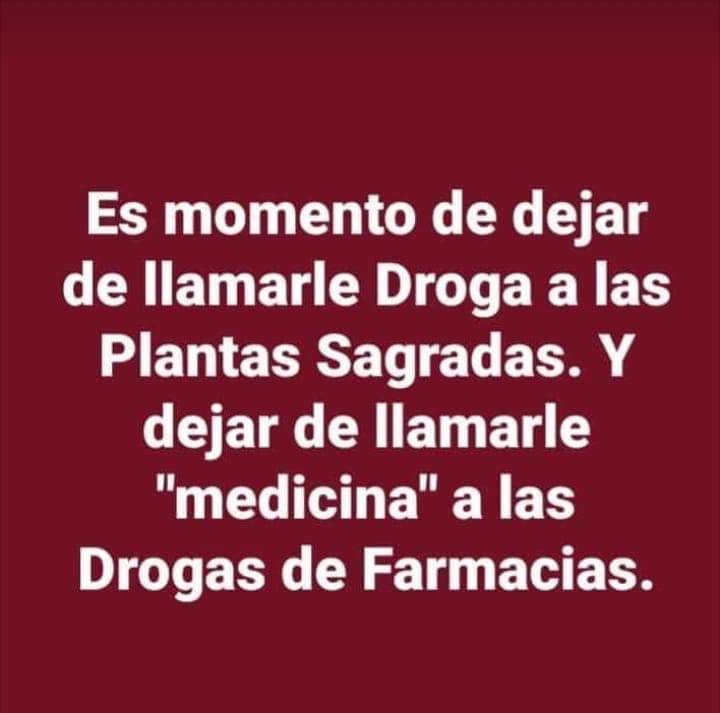 Es momento de dejar
de llamarle Droga a las
Plantas Sagradas. Y
dejar de llamarle
"medicina" a las
Drogas de Farmacias.